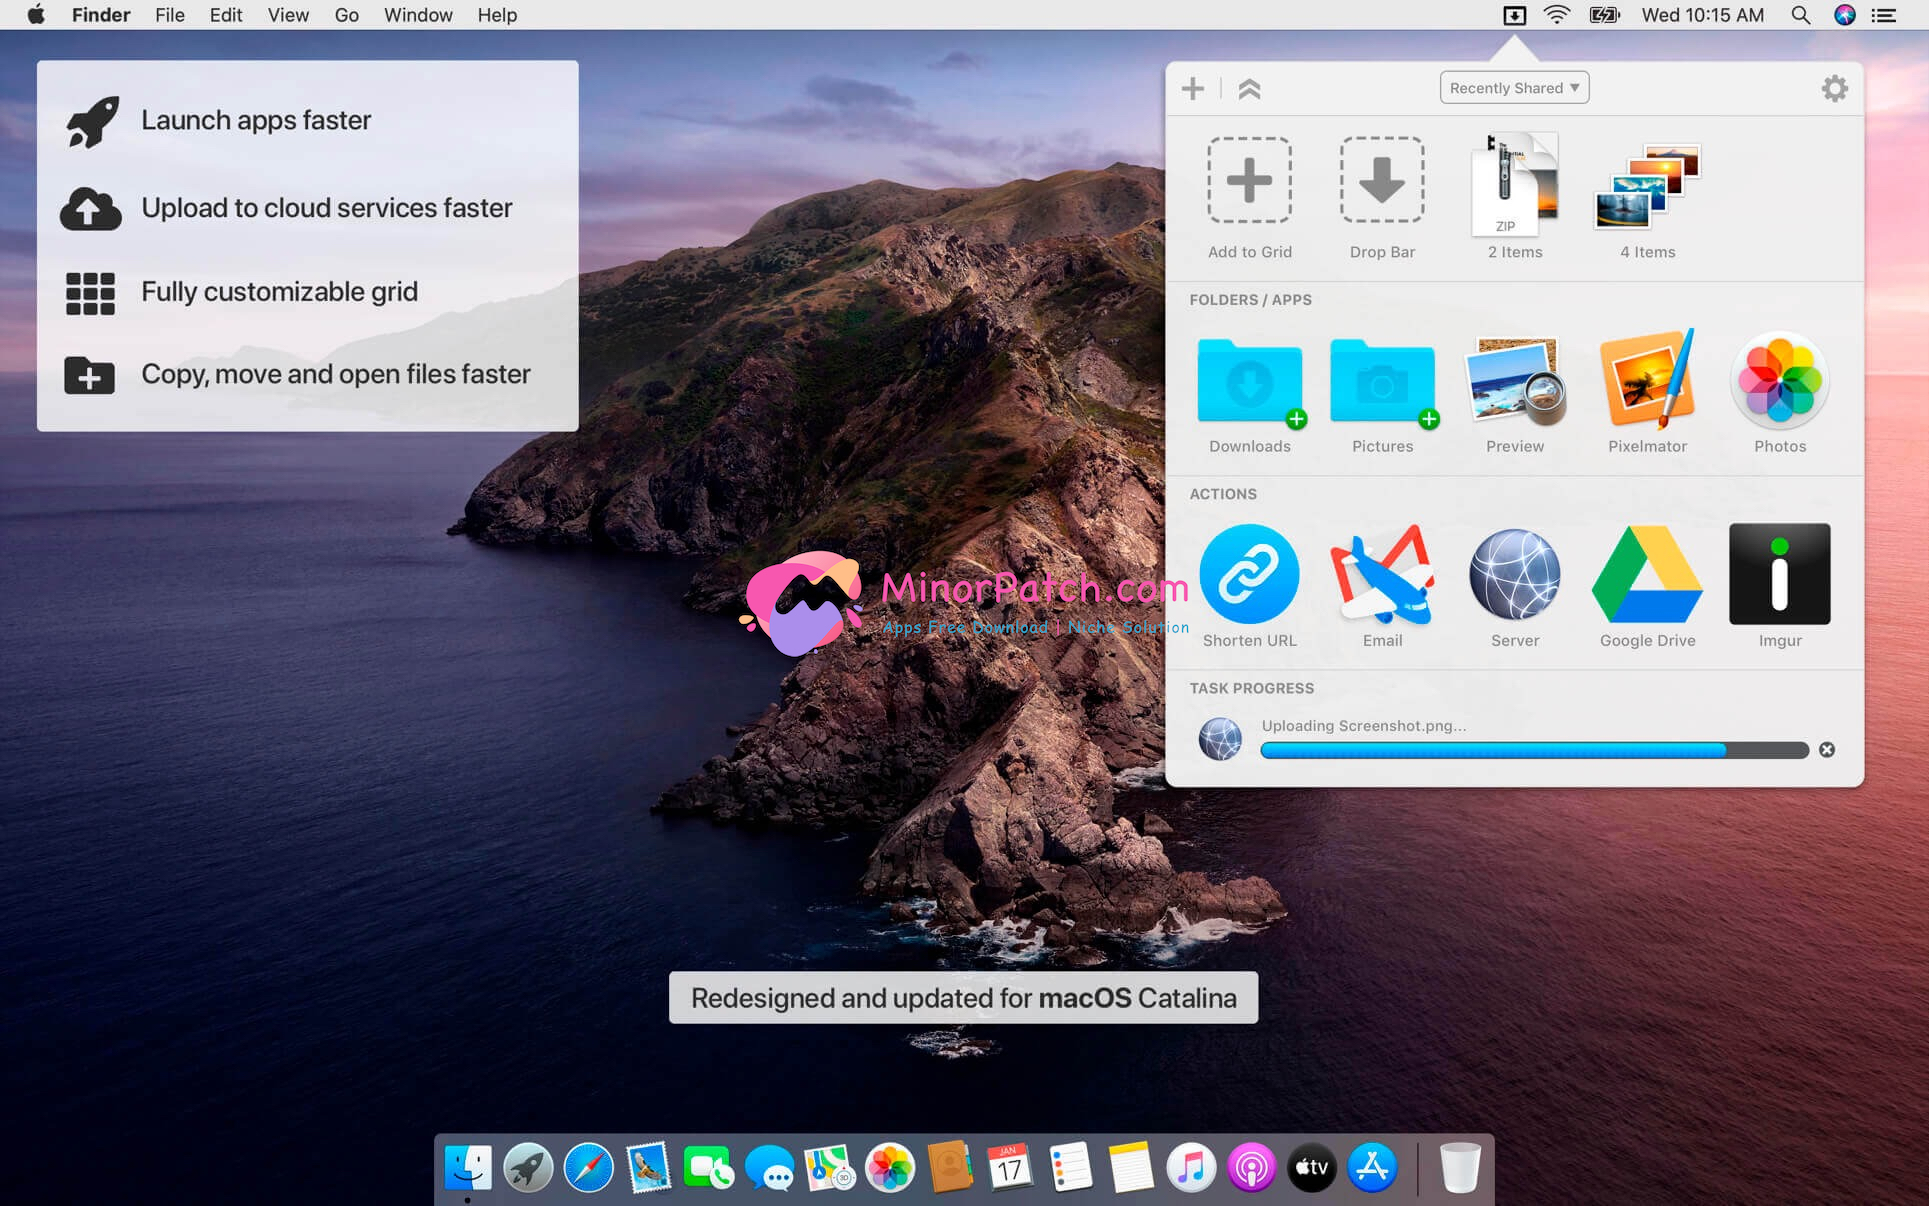 Finder File Edit View Go Window Help
Wed 10:15 AM
Launch apps faster
Upload to cloud services faster
Fully customizable grid
Copy, move and open files faster
Recently Shared ▼
ZIP
Add to Grid Drop Bar 2 Items 4 Items
FOLDERS / APPS
Downloads Pictures Preview Pixelmator Photos
ACTIONS
Shorten URL Email Server Google Drive Imgur
TASK PROGRESS
Uploading Screenshot.png...
MinorPatch.com
Apps Free Download | Niche Solution
Redesigned and updated for macOS Catalina
3D
JAN
17
tv